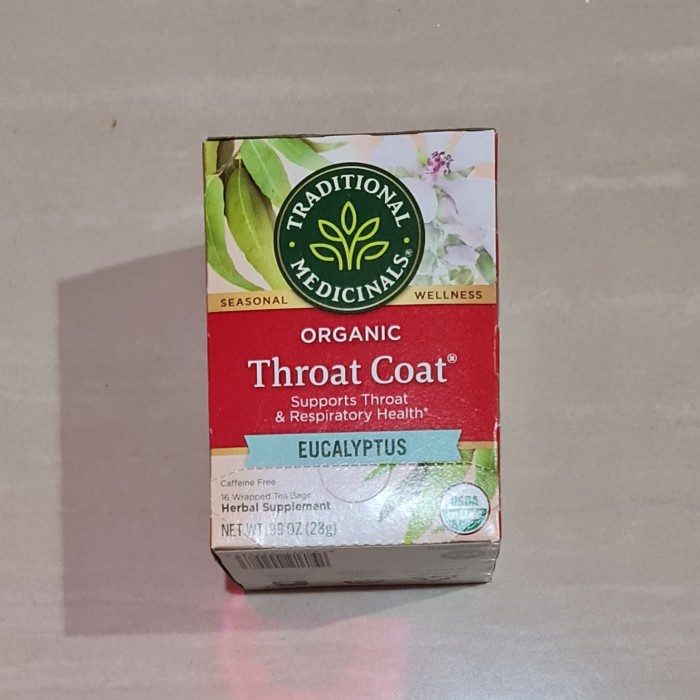 TRADITIONAL
MEDICINALS®
SEASONAL WELLNESS
ORGANIC
Throat Coat®
Supports Throat
& Respiratory Health*
EUCALYPTUS
Caffeine Free
16 Wrapped Tea Bags
Herbal Supplement
NET WT .99 OZ (28g)
USDA
ORGANIC